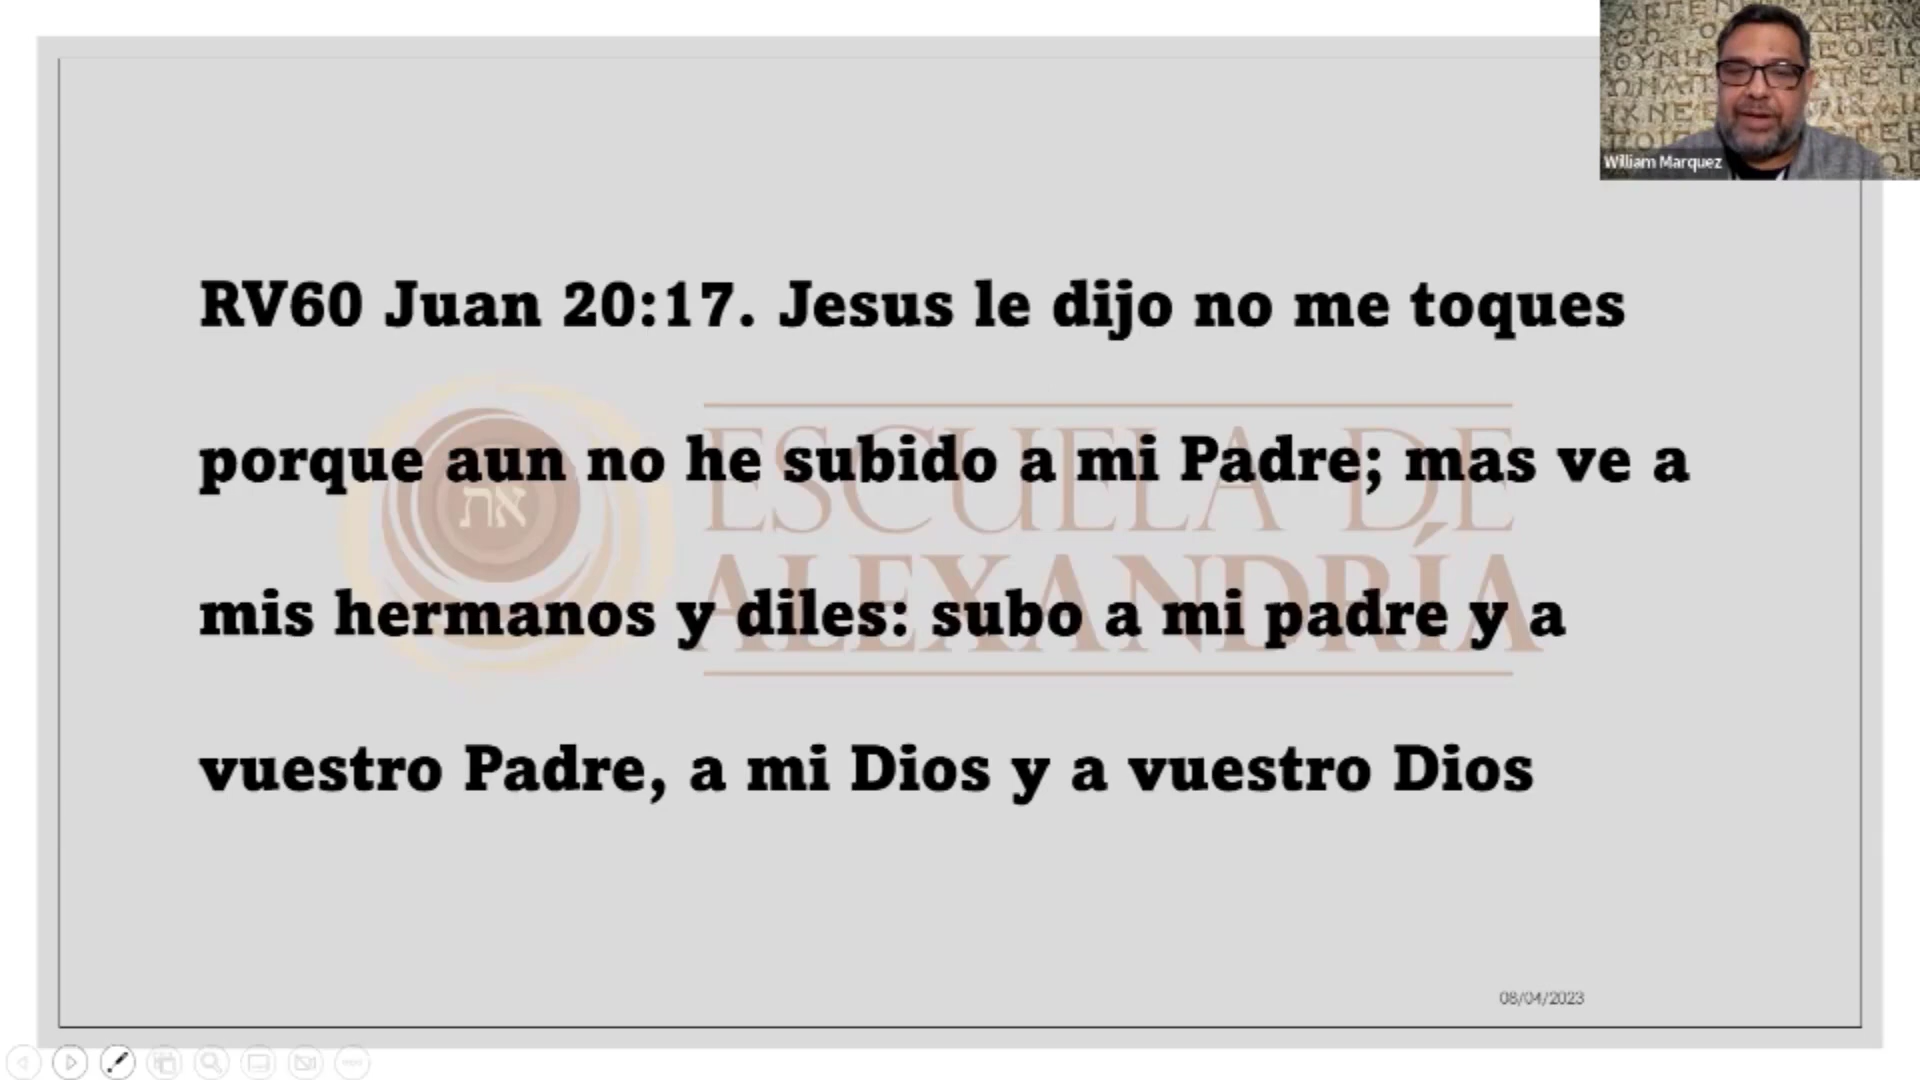 William Marquez
RV60 Juan 20:17. Jesus le dijo no me toques
porque aun no he subido a mi Padre; mas ve a
mis hermanos y diles: subo a mi padre y a
vuestro Padre, a mi Dios y a vuestro Dios
את
ESCUELA DE
ALEXANDRÍA
08/04/2023